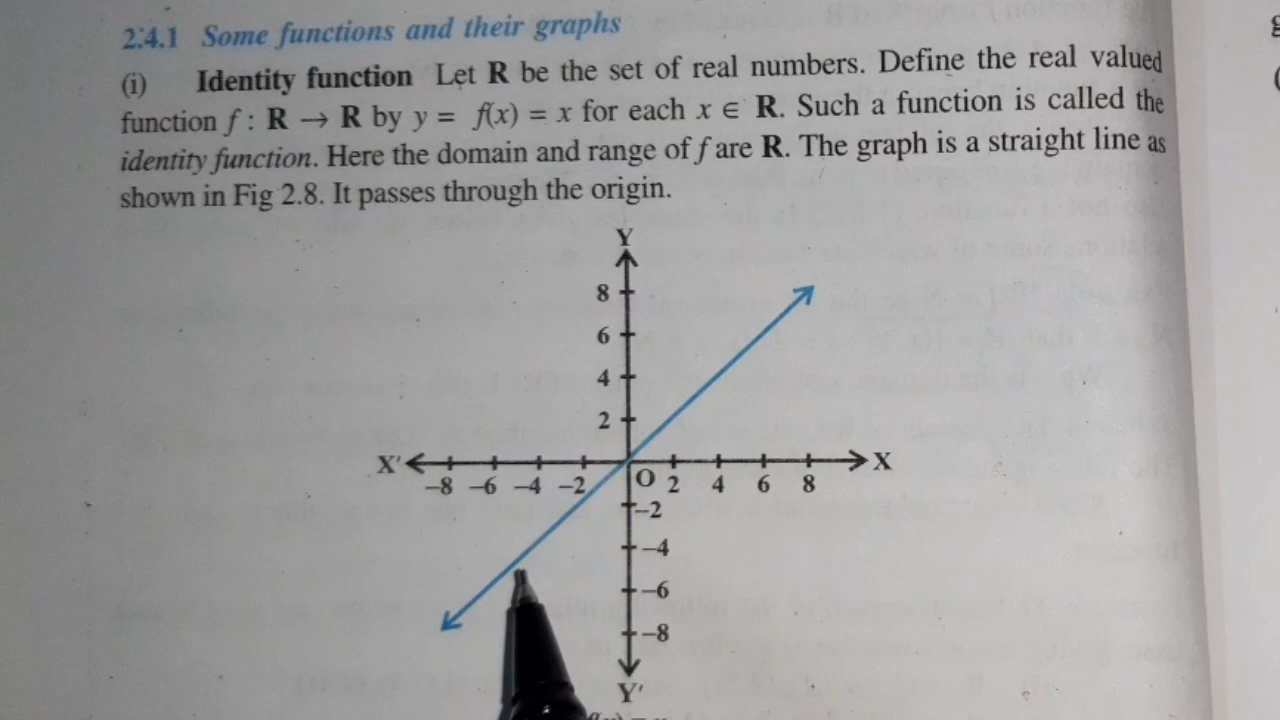 2.4.1 Some functions and their graphs
(i) Identity function Let R be the set of real numbers. Define the real valued
function f : R → R by y = f(x) = x for each x ∈ R. Such a function is called the
identity function. Here the domain and range of f are R. The graph is a straight line as
shown in Fig 2.8. It passes through the origin.
Y
8
6
4
2
X' X
–8 –6 –4 –2 O 2 4 6 8
–2
–4
–6
–8
Y'